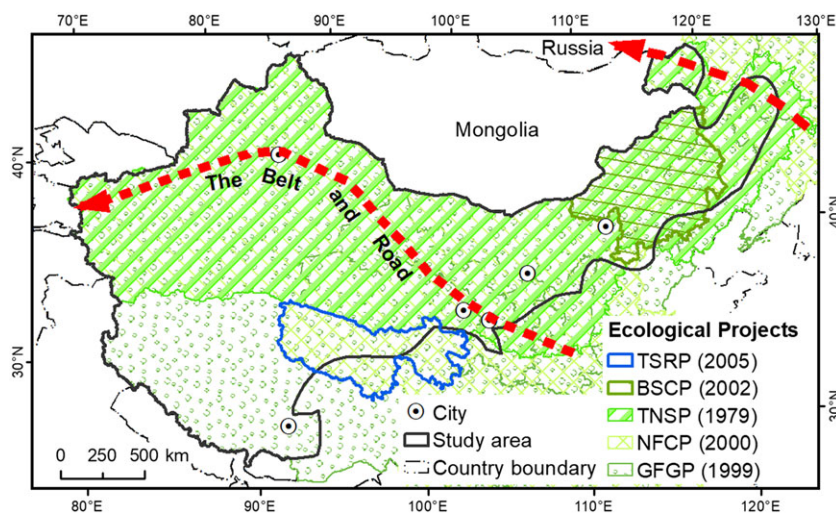 70°E 80°E 90°E 100°E 110°E 120°E 130°E
Russia
Mongolia
40°N
40°N
The Belt and Road
30°N
30°N
Ecological Projects
TSRP (2005)
BSCP (2002)
TNSP (1979)
NFCP (2000)
GFGP (1999)
City
Study area
Country boundary
0 250 500 km
80°E 90°E 100°E 110°E 120°E